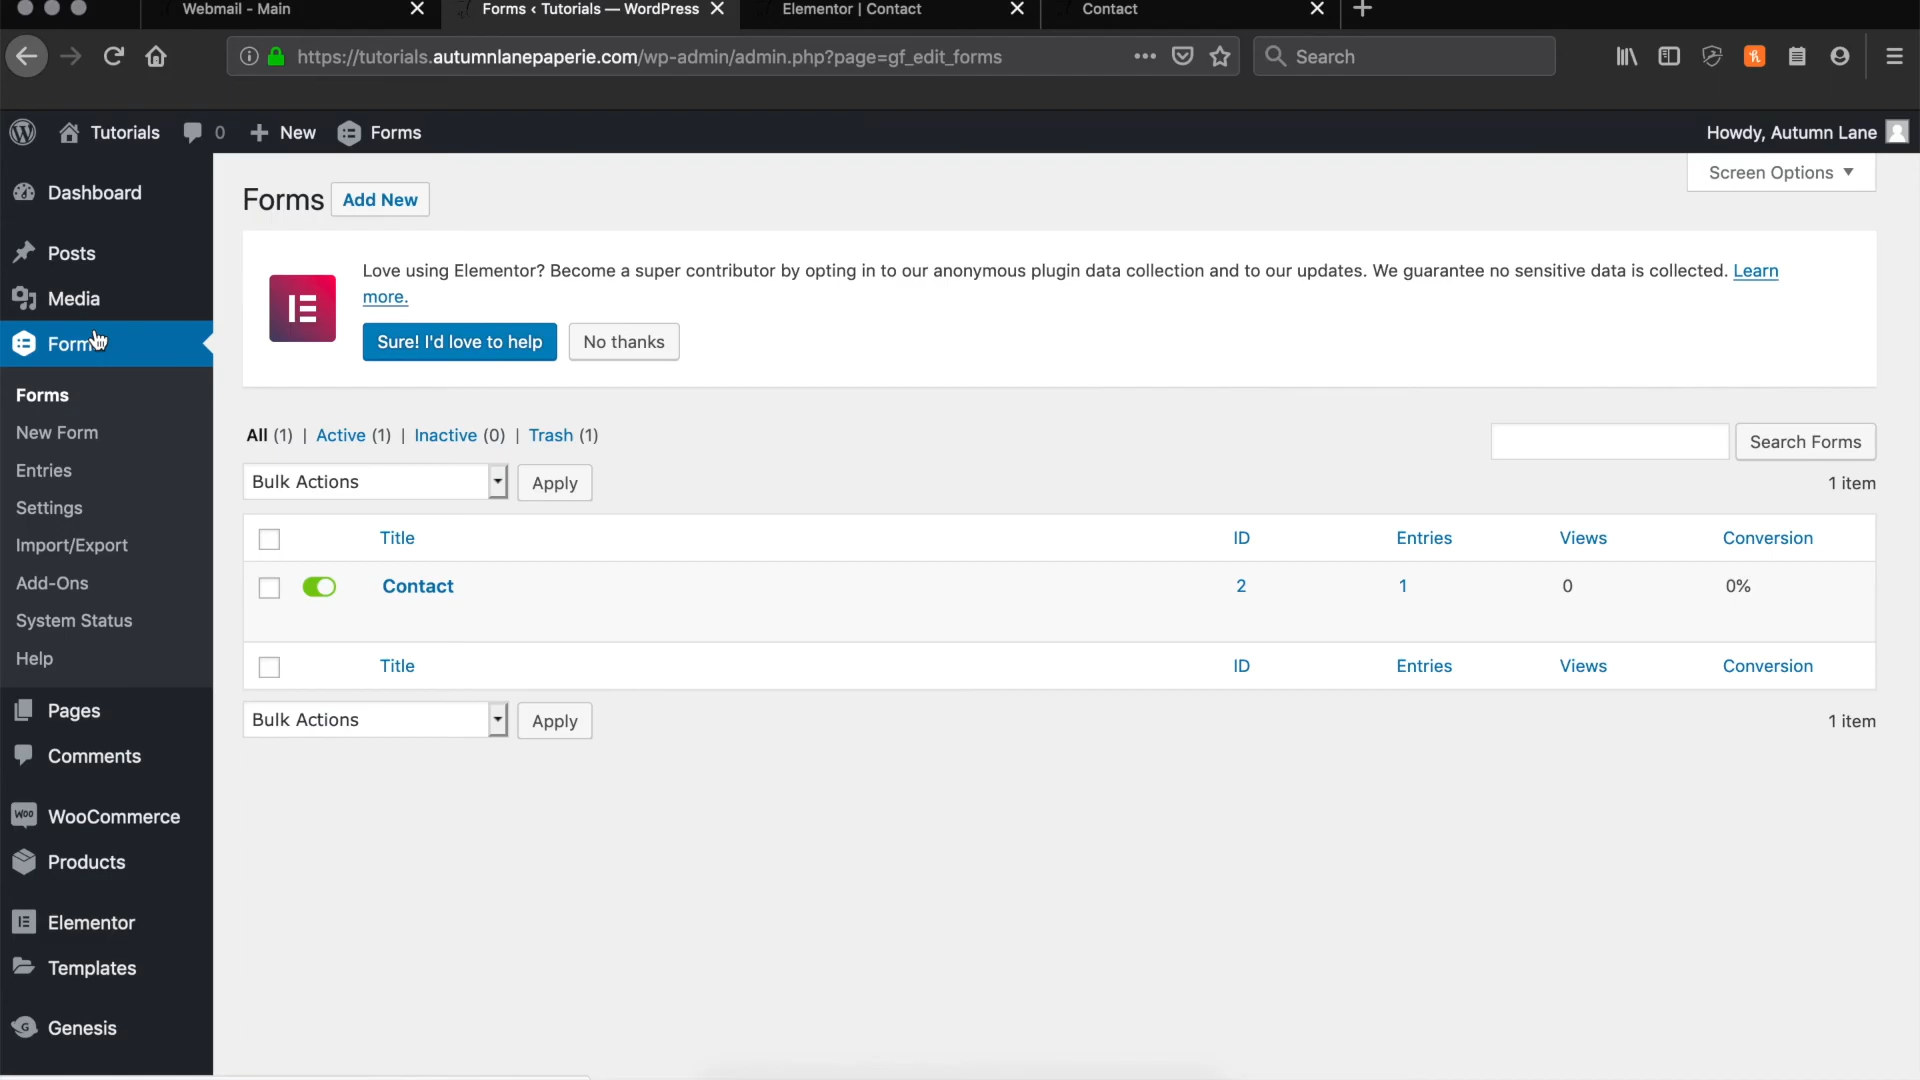 Webmail - Main
Forms ‹ Tutorials — WordPress
Elementor | Contact
Contact
https://tutorials.autumnlanepaperie.com/wp-admin/admin.php?page=gf_edit_forms
Search
Tutorials 0 New Forms
Howdy, Autumn Lane
Screen Options
Dashboard
Posts
Media
Forms
New Form
Entries
Settings
Import/Export
Add-Ons
System Status
Help
Pages
Comments
WooCommerce
Products
Elementor
Templates
Genesis
Forms Add New
Love using Elementor? Become a super contributor by opting in to our anonymous plugin data collection and to our updates. We guarantee no sensitive data is collected. Learn
more.
Sure! I'd love to help No thanks
All (1) | Active (1) | Inactive (0) | Trash (1)
Search Forms
Bulk Actions Apply
1 item
Title ID Entries Views Conversion
Contact 2 1 0 0%
Title ID Entries Views Conversion
Bulk Actions Apply
1 item